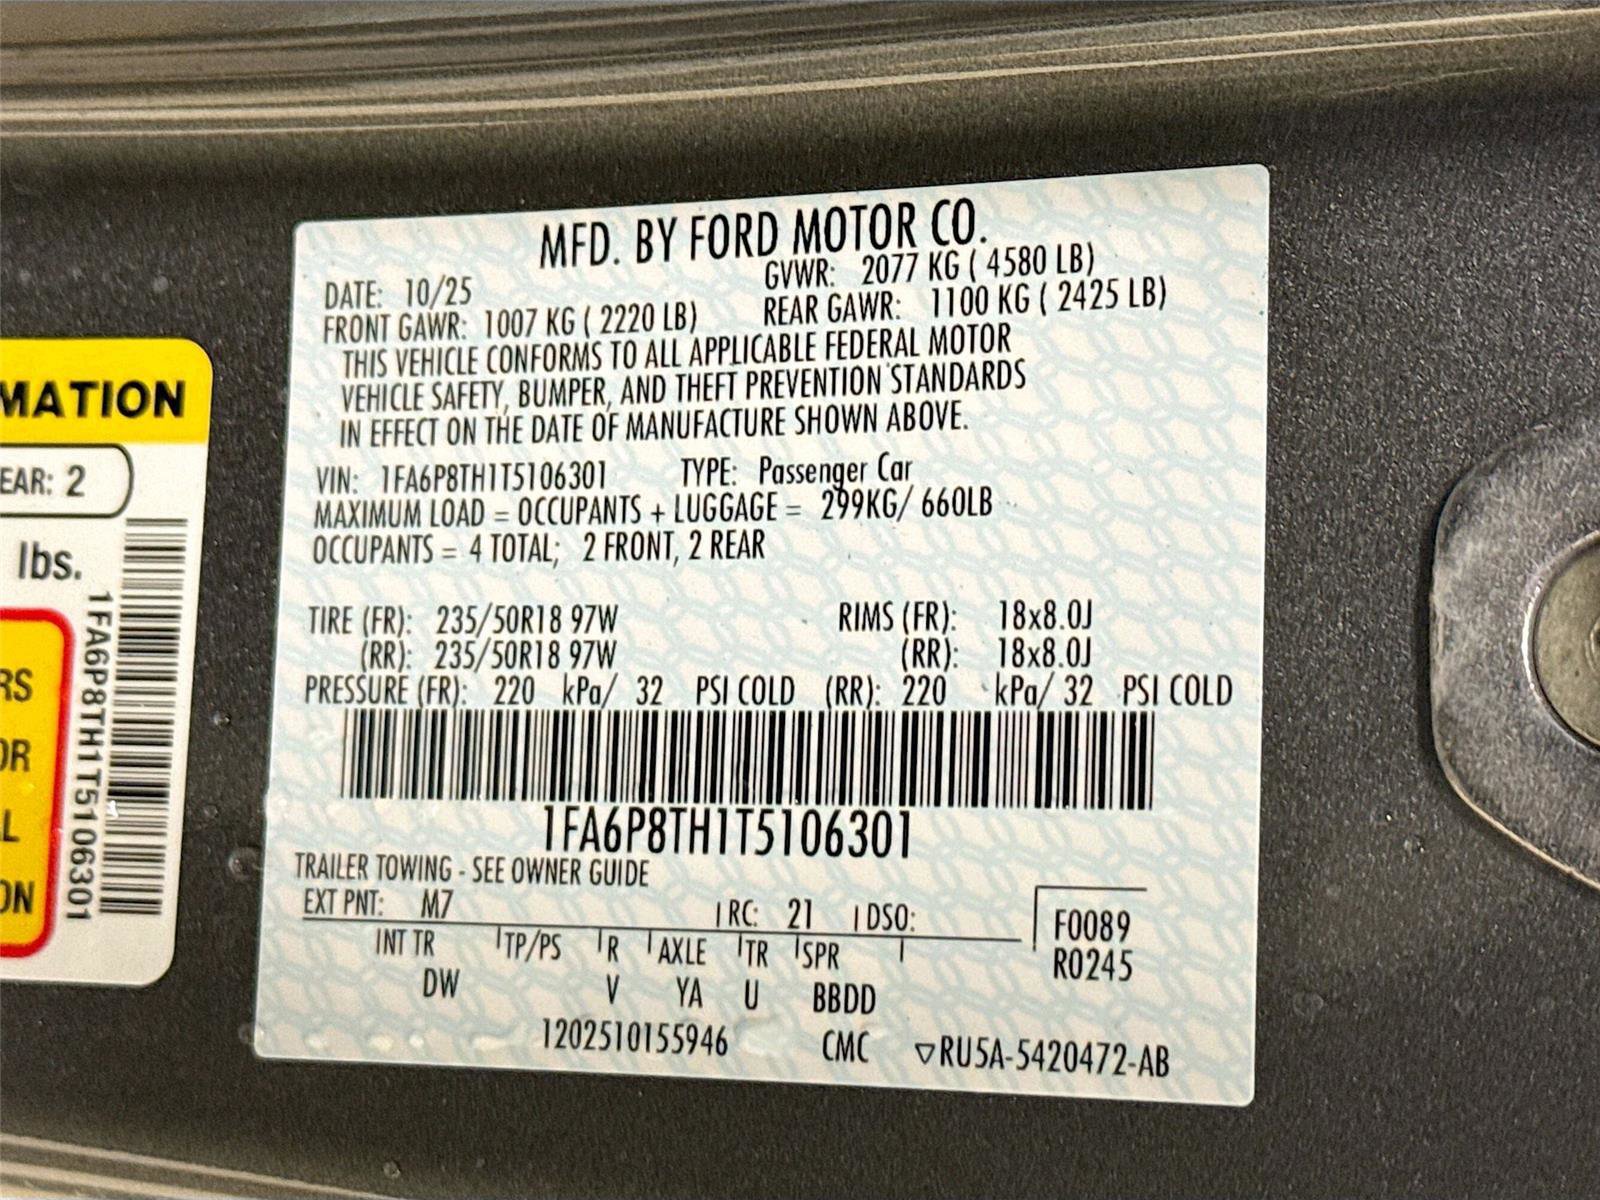 MFD. BY FORD MOTOR CO.
DATE: 10/25 GVWR: 2077 KG ( 4580 LB)
FRONT GAWR: 1007 KG ( 2220 LB) REAR GAWR: 1100 KG ( 2425 LB)
THIS VEHICLE CONFORMS TO ALL APPLICABLE FEDERAL MOTOR
VEHICLE SAFETY, BUMPER, AND THEFT PREVENTION STANDARDS
IN EFFECT ON THE DATE OF MANUFACTURE SHOWN ABOVE.
VIN: 1FA6P8TH1T5106301 TYPE: Passenger Car
MAXIMUM LOAD = OCCUPANTS + LUGGAGE = 299KG/ 660LB
OCCUPANTS = 4 TOTAL; 2 FRONT, 2 REAR
TIRE (FR): 235/50R18 97W RIMS (FR): 18x8.0J
(RR): 235/50R18 97W (RR): 18x8.0J
PRESSURE (FR): 220 kPa/ 32 PSI COLD (RR): 220 kPa/ 32 PSI COLD
1FA6P8TH1T5106301
TRAILER TOWING - SEE OWNER GUIDE
EXT PNT: M7 RC: 21 DSO: F0089
INT TR TP/PS R AXLE TR SPR R0245
DW V YA U BBDD
1202510155946 CMC ▽RU5A-5420472-AB
MATION
EAR: 2
lbs.
1FA6P8TH1T5106301
RS
OR
L
ON